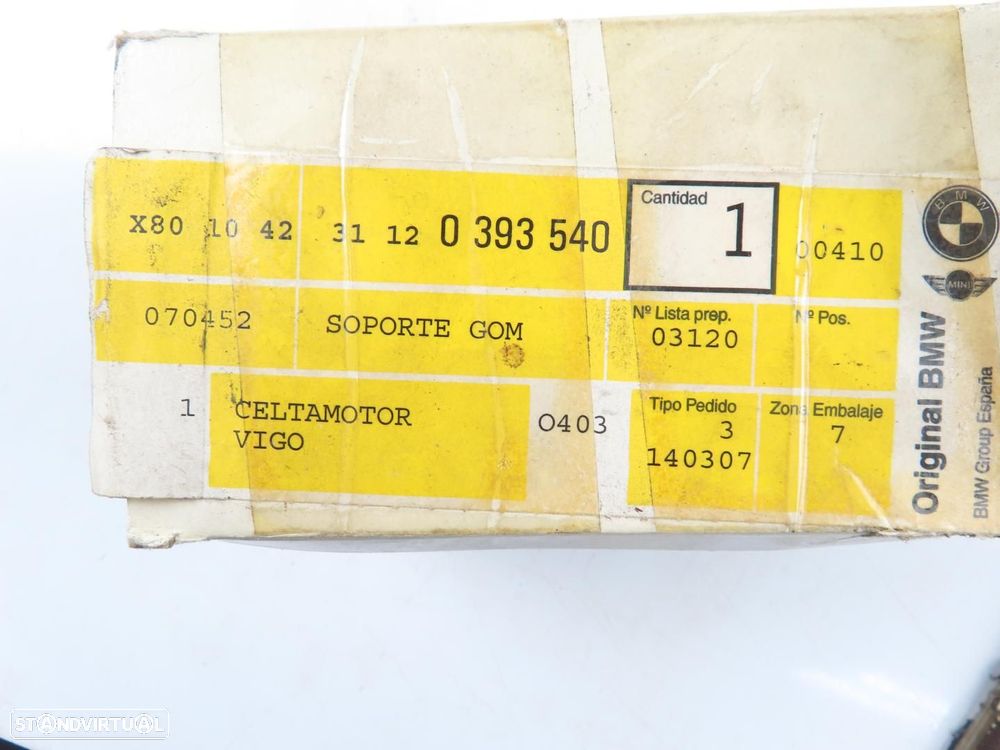 X80 10 42 31 12 0 393 540 Cantidad 1 00410
070452 SOPORTE GOM Nº Lista prep. 03120 Nº Pos.
1 CELTAMOTOR VIGO O403 Tipo Pedido 3 140307 Zona Embalaje 7
BMW
MINI
Original BMW
BMW Group España
STANDVIRTUAL